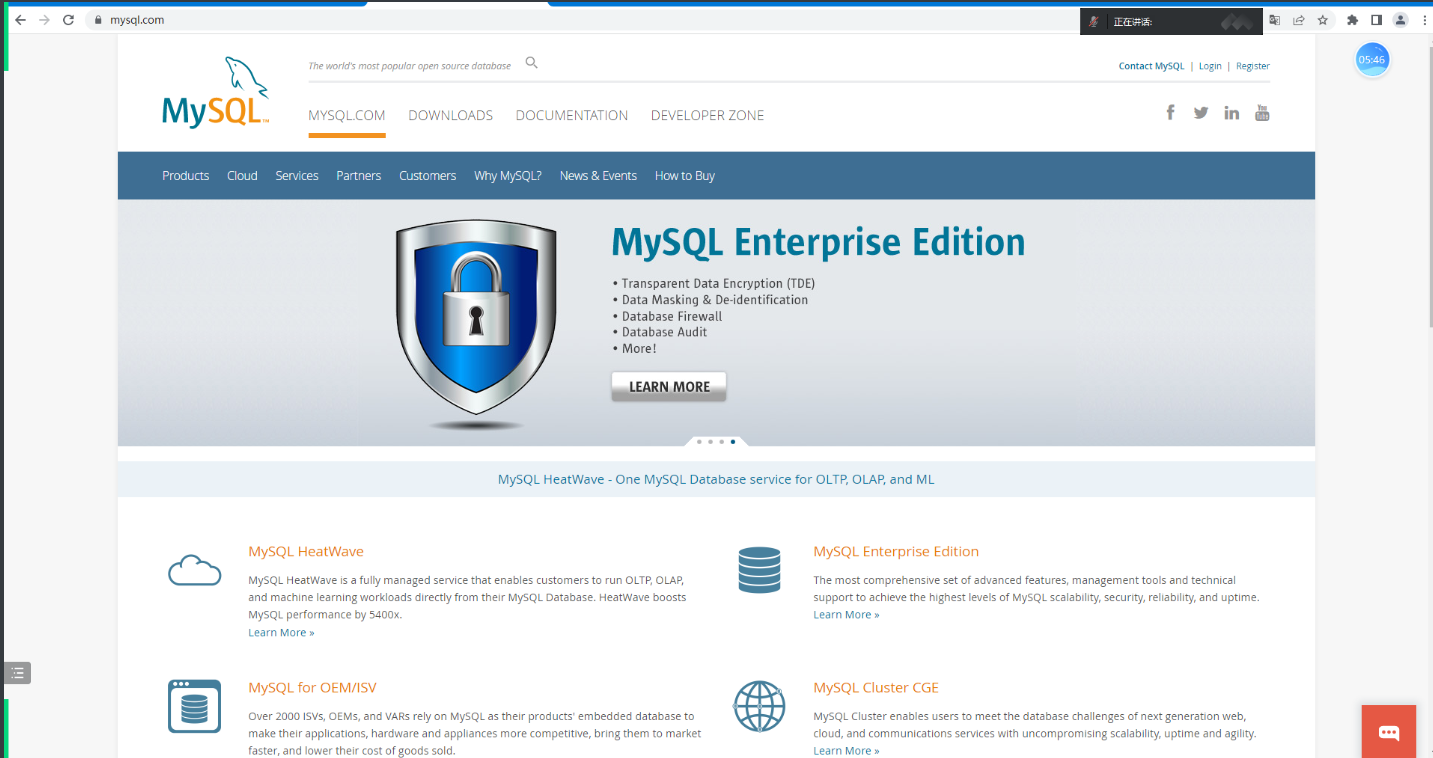 mysql.com
正在讲话:
05:46
The world's most popular open source database
Contact MySQL | Login | Register
MySQL™
MYSQL.COM DOWNLOADS DOCUMENTATION DEVELOPER ZONE
Products Cloud Services Partners Customers Why MySQL? News & Events How to Buy
MySQL Enterprise Edition
• Transparent Data Encryption (TDE)
• Data Masking & De-identification
• Database Firewall
• Database Audit
• More!
LEARN MORE
MySQL HeatWave - One MySQL Database service for OLTP, OLAP, and ML
MySQL HeatWave
MySQL HeatWave is a fully managed service that enables customers to run OLTP, OLAP,
and machine learning workloads directly from their MySQL Database. HeatWave boosts
MySQL performance by 5400x.
Learn More »
MySQL Enterprise Edition
The most comprehensive set of advanced features, management tools and technical
support to achieve the highest levels of MySQL scalability, security, reliability, and uptime.
Learn More »
MySQL for OEM/ISV
Over 2000 ISVs, OEMs, and VARs rely on MySQL as their products' embedded database to
make their applications, hardware and appliances more competitive, bring them to market
faster, and lower their cost of goods sold.
MySQL Cluster CGE
MySQL Cluster enables users to meet the database challenges of next generation web,
cloud, and communications services with uncompromising scalability, uptime and agility.
Learn More »